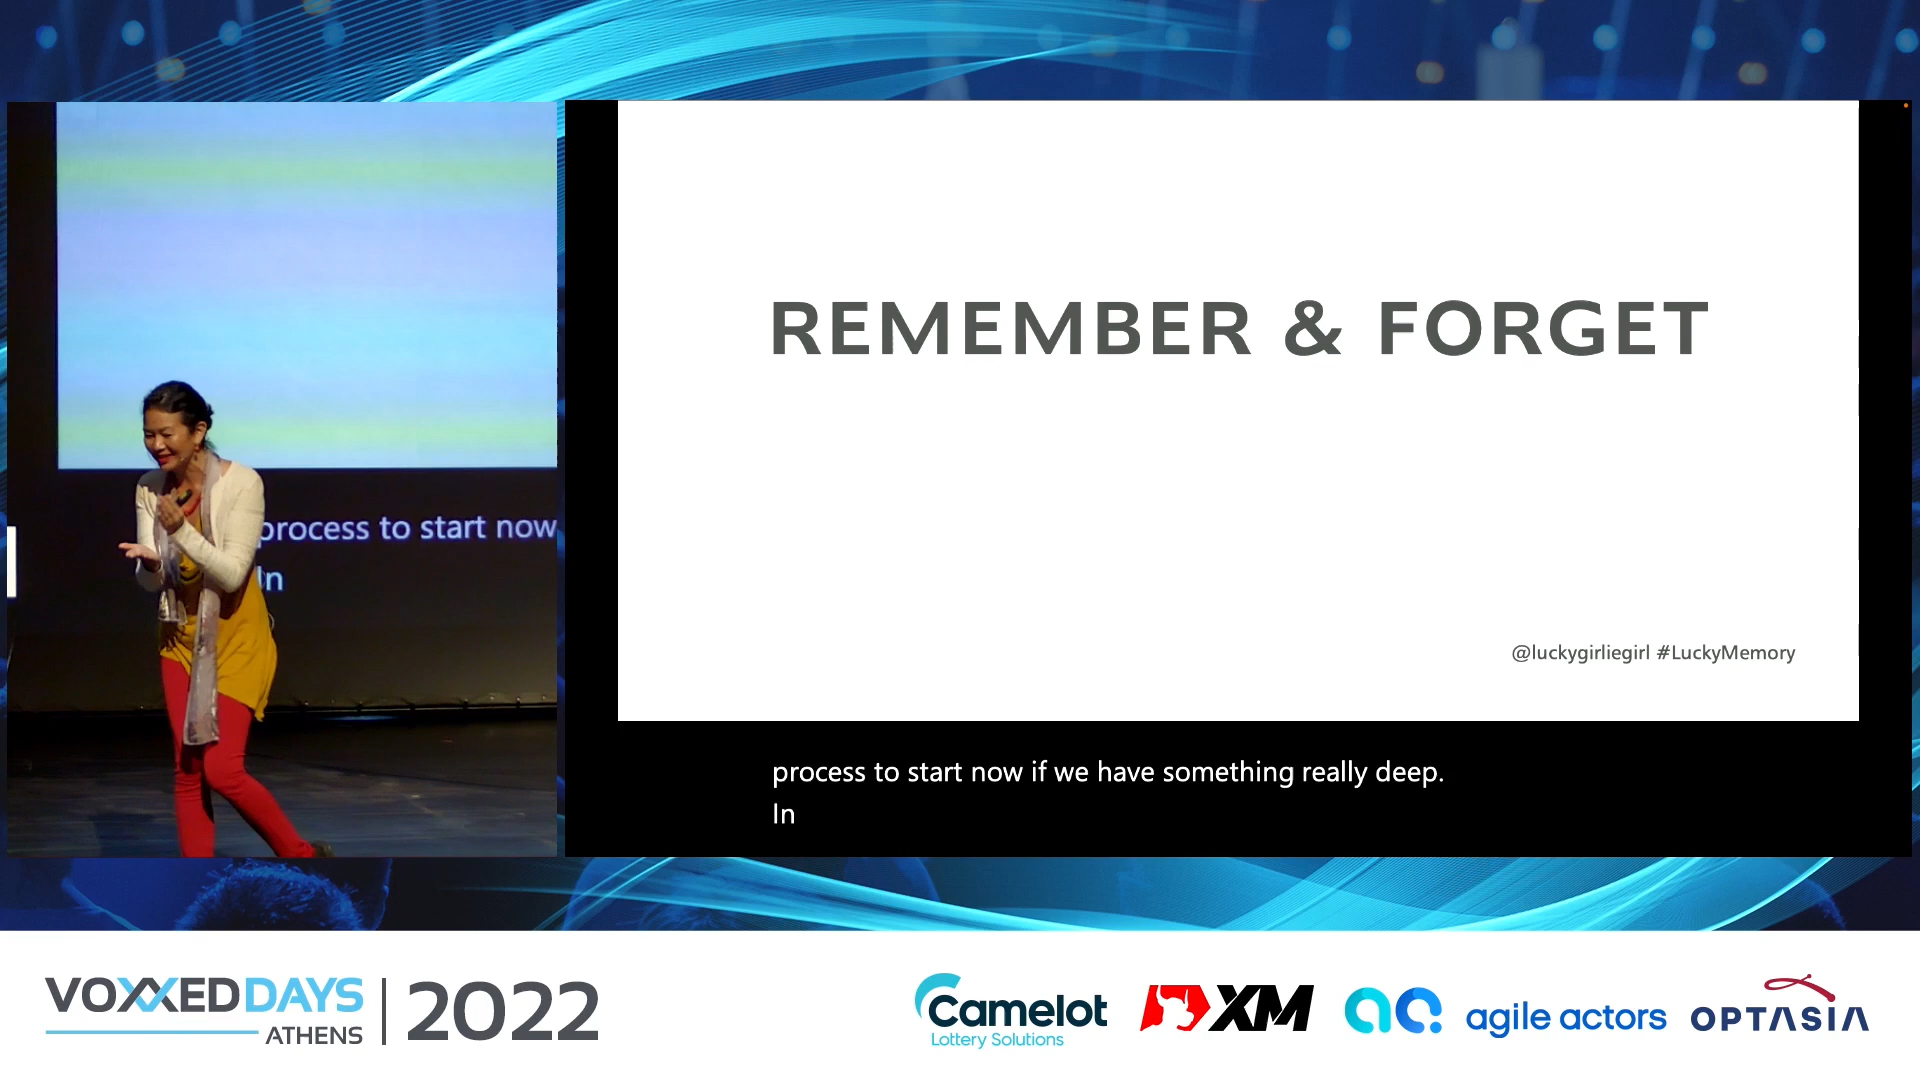 process to start now
In
REMEMBER & FORGET
@luckygirliegirl #LuckyMemory
process to start now if we have something really deep.
In
VOXXEDDAYS
ATHENS
2022
Camelot
Lottery Solutions
XM
agile actors
OPTASIA